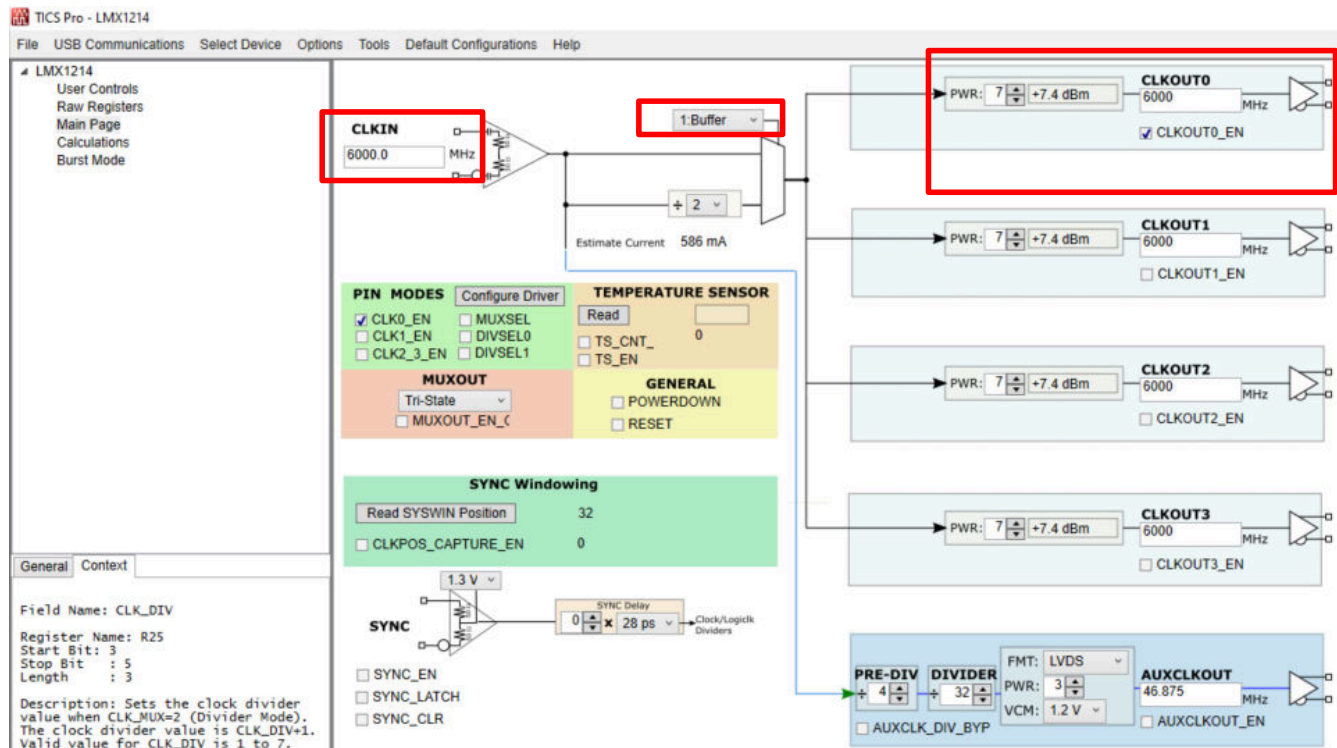 TICS Pro - LMX1214
File USB Communications Select Device Options Tools Default Configurations Help
LMX1214
User Controls
Raw Registers
Main Page
Calculations
Burst Mode
CLKIN
6000.0 MHz
1:Buffer
÷ 2
Estimate Current 586 mA
PWR: 7 +7.4 dBm
CLKOUT0
6000 MHz
CLKOUT0_EN
PWR: 7 +7.4 dBm
CLKOUT1
6000 MHz
CLKOUT1_EN
PWR: 7 +7.4 dBm
CLKOUT2
6000 MHz
CLKOUT2_EN
PWR: 7 +7.4 dBm
CLKOUT3
6000 MHz
CLKOUT3_EN
PIN MODES Configure Driver
CLK0_EN MUXSEL
CLK1_EN DIVSEL0
CLK2_3_EN DIVSEL1
TEMPERATURE SENSOR
Read
TS_CNT_ 0
TS_EN
MUXOUT
Tri-State
MUXOUT_EN_(
GENERAL
POWERDOWN
RESET
SYNC Windowing
Read SYSWIN Position 32
CLKPOS_CAPTURE_EN 0
1.3 V
SYNC
SYNC Delay
0 x 28 ps
Clock/Logiclk
Dividers
SYNC_EN
SYNC_LATCH
SYNC_CLR
PRE-DIV
÷ 4
DIVIDER
÷ 32
FMT: LVDS
PWR: 3
VCM: 1.2 V
AUXCLK_DIV_BYP
AUXCLKOUT
46.875 MHz
AUXCLKOUT_EN
General Context
Field Name: CLK_DIV
Register Name: R25
Start Bit: 3
Stop Bit : 5
Length : 3
Description: Sets the clock divider
value when CLK_MUX=2 (Divider Mode).
The clock divider value is CLK_DIV+1.
Valid value for CLK_DIV is 1 to 7.